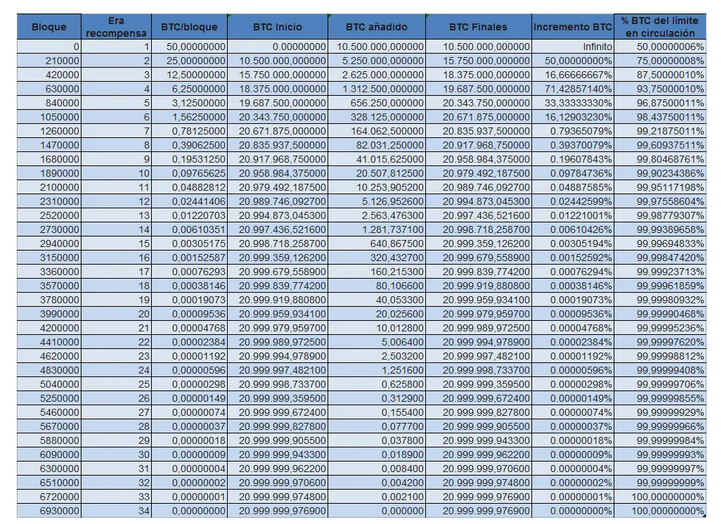 Bloque Era recompensa BTC/bloque BTC Inicio BTC añadido BTC Finales Incremento BTC % BTC del límite en circulación
0 1 50,00000000 0.00000000 10.500.000,000000 10.500.000,000000 Infinito 50,00000006%
210000 2 25,00000000 10.500.000,000000 5.250.000,000000 15.750.000,000000 50,00000000% 75,00000008%
420000 3 12,50000000 15.750.000,000000 2.625.000,000000 18.375.000,000000 16,66666667% 87,50000010%
630000 4 6,25000000 18.375.000,000000 1.312.500,000000 19.687.500,000000 71,42857140% 93,75000010%
840000 5 3,12500000 19.687.500,000000 656.250,000000 20.343.750,000000 33,33333330% 96,87500010%
1050000 6 1,56250000 20.343.750,000000 328.125,000000 20.671.875,000000 16,12903230% 98,43750011%
1260000 7 0,78125000 20.671.875,000000 164.062,500000 20.835.937,500000 0.79365079% 99,21875011%
1470000 8 0,39062500 20.835.937,500000 82.031,250000 20.917.968,750000 0.39370079% 99,60937511%
1680000 9 0,19531250 20.917.968,750000 41.015,625000 20.958.984,375000 0.19607843% 99,80468761%
1890000 10 0,09765625 20.958.984,375000 20.507,812500 20.979.492,187500 0.09784736% 99,90234386%
2100000 11 0,04882812 20.979.492,187500 10.253,905200 20.989.746,092700 0.04887585% 99,95117198%
2310000 12 0,02441406 20.989.746,092700 5.126,952600 20.994.873,045300 0.02442599% 99,97558604%
2520000 13 0,01220703 20.994.873,045300 2.563,476300 20.997.436,521600 0.01221001% 99,98779307%
2730000 14 0,00610351 20.997.436,521600 1.281,737100 20.998.718,258700 0.00610426% 99,99389658%
2940000 15 0,00305175 20.998.718,258700 640,867500 20.999.359,126200 0.00305194% 99,99694833%
3150000 16 0,00152587 20.999.359,126200 320,432700 20.999.679,558900 0.00152592% 99,99847420%
3360000 17 0,00076293 20.999.679,558900 160,215300 20.999.839,774200 0.00076294% 99,99923713%
3570000 18 0,00038146 20.999.839,774200 80,106600 20.999.919,880800 0.00038146% 99,99961859%
3780000 19 0,00019073 20.999.919,880800 40,053300 20.999.959,934100 0.00019073% 99,99980932%
3990000 20 0,00009536 20.999.959,934100 20,025600 20.999.979,959700 0.00009536% 99,99990468%
4200000 21 0,00004768 20.999.979,959700 10,012800 20.999.989,972500 0.00004768% 99,99995236%
4410000 22 0,00002384 20.999.989,972500 5,006400 20.999.994,978900 0.00002384% 99,99997620%
4620000 23 0,00001192 20.999.994,978900 2,503200 20.999.997,482100 0.00001192% 99,99998812%
4830000 24 0,00000596 20.999.997,482100 1,251600 20.999.998,733700 0.00000596% 99,99999408%
5040000 25 0,00000298 20.999.998,733700 0,625800 20.999.999,359500 0.00000298% 99,99999706%
5250000 26 0,00000149 20.999.999,359500 0,312900 20.999.999,672400 0.00000149% 99,99999855%
5460000 27 0,00000074 20.999.999,672400 0,155400 20.999.999,827800 0.00000074% 99,99999929%
5670000 28 0,00000037 20.999.999,827800 0,077700 20.999.999,905500 0.00000037% 99,99999966%
5880000 29 0,00000018 20.999.999,905500 0,037800 20.999.999,943300 0.00000018% 99,99999984%
6090000 30 0,00000009 20.999.999,943300 0,018900 20.999.999,962200 0.00000009% 99,99999993%
6300000 31 0,00000004 20.999.999,962200 0,008400 20.999.999,970600 0.00000004% 99,99999997%
6510000 32 0,00000002 20.999.999,970600 0,004200 20.999.999,974800 0.00000002% 99,99999999%
6720000 33 0,00000001 20.999.999,974800 0,002100 20.999.999,976900 0.00000001% 100,00000000%
6930000 34 0,00000000 20.999.999,976900 0,000000 20.999.999,976900 0.00000000% 100,00000000%